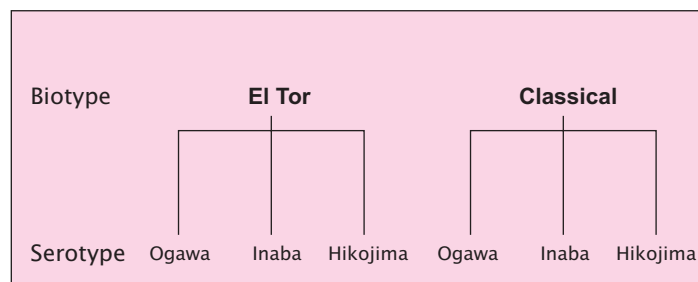 Biotype El Tor Classical
Serotype Ogawa Inaba Hikojima Ogawa Inaba Hikojima